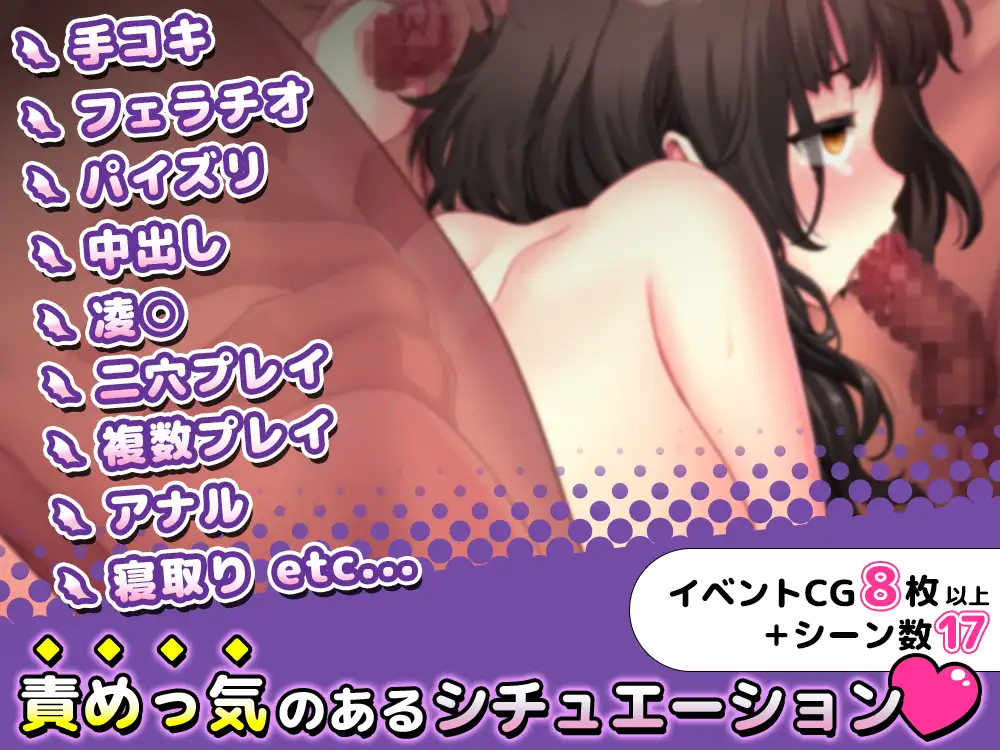 手コキ
フェラチオ
パイズリ
中出し
凌〇
二穴プレイ
複数プレイ
アナル
寝取り etc...
イベントCG8枚以上
+シーン数17
責めっ気のあるシチュエーション